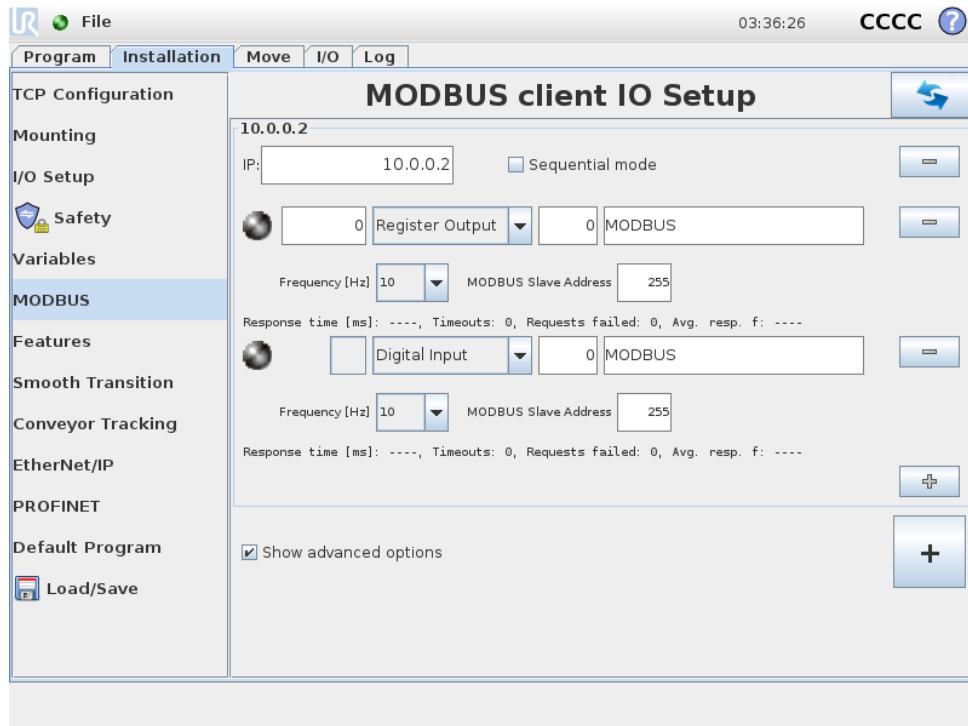 UR File 03:36:26 CCCC ?
Program Installation Move I/O Log
TCP Configuration
Mounting
I/O Setup
Safety
Variables
MODBUS
Features
Smooth Transition
Conveyor Tracking
EtherNet/IP
PROFINET
Default Program
Load/Save
MODBUS client IO Setup
10.0.0.2
IP: 10.0.0.2 Sequential mode
0 Register Output 0 MODBUS
Frequency [Hz] 10 MODBUS Slave Address 255
Response time [ms]: ----, Timeouts: 0, Requests failed: 0, Avg. resp. f: ----
Digital Input 0 MODBUS
Frequency [Hz] 10 MODBUS Slave Address 255
Response time [ms]: ----, Timeouts: 0, Requests failed: 0, Avg. resp. f: ----
Show advanced options